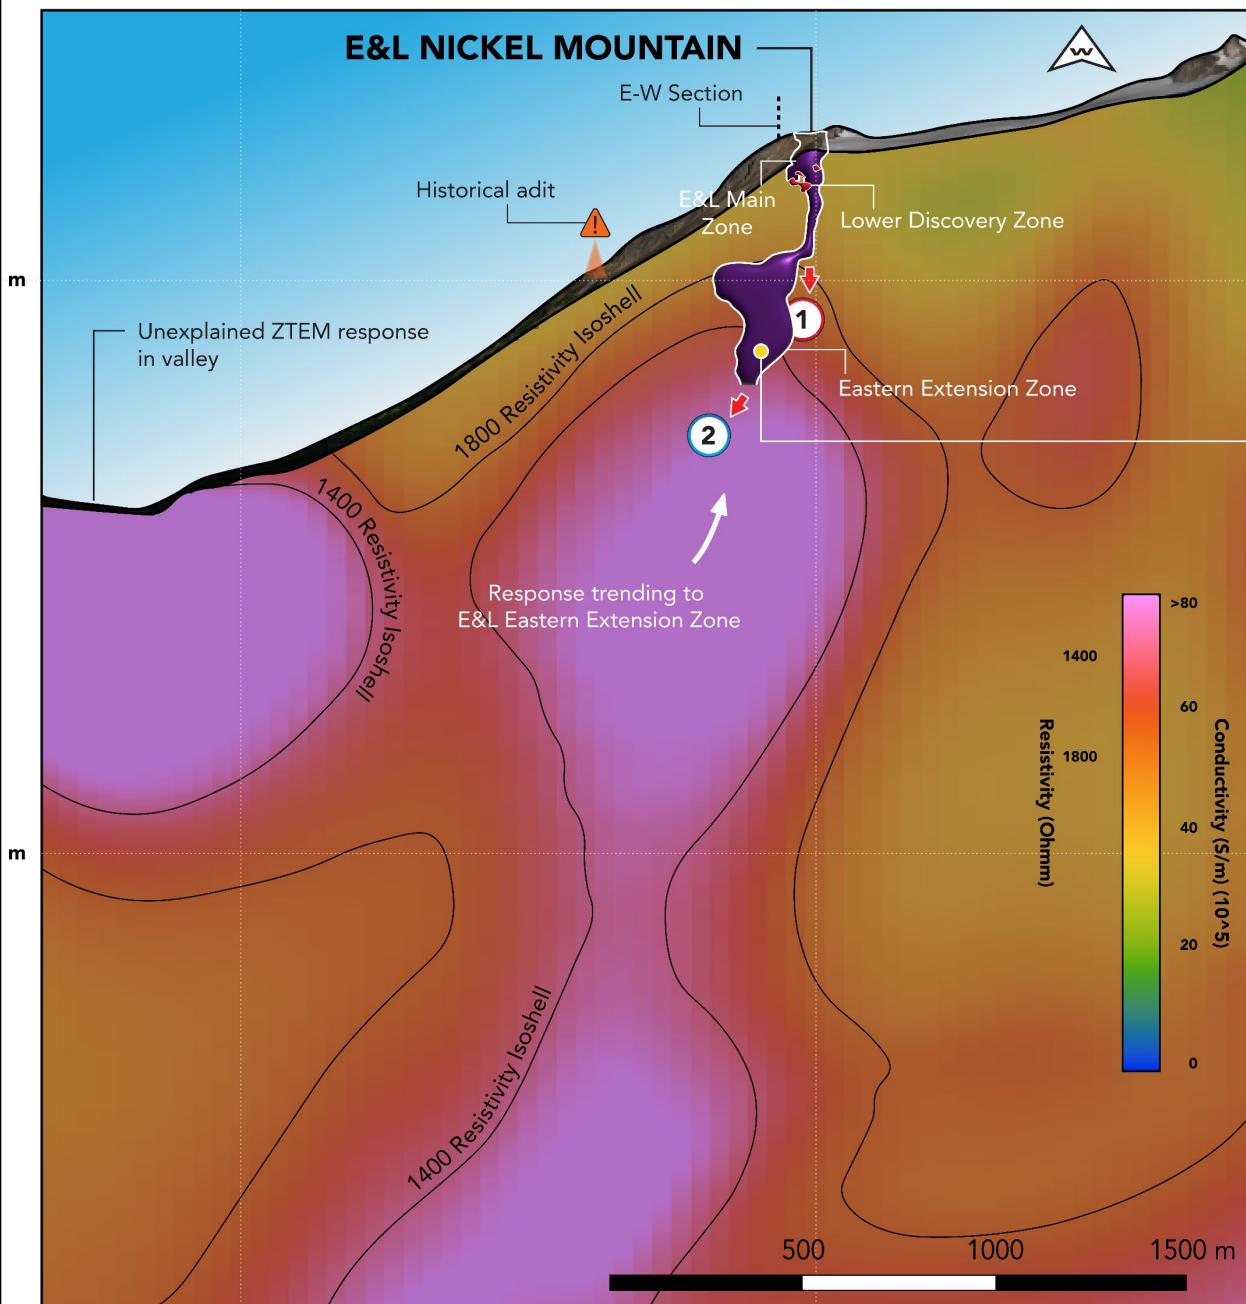 E&L NICKEL MOUNTAIN
W
E-W Section
Historical adit
E&L Main
Zone
Lower Discovery Zone
m
Unexplained ZTEM response
in valley
1800 Resistivity Isoshell
1
Eastern Extension Zone
2
1400 Resistivity Isoshell
Response trending to
E&L Eastern Extension Zone
>80
1400
60
1800
40
20
0
Resistivity (Ohmm)
Conductivity (S/m) (10^5)
m
1400 Resistivity Isoshell
500 1000 1500 m